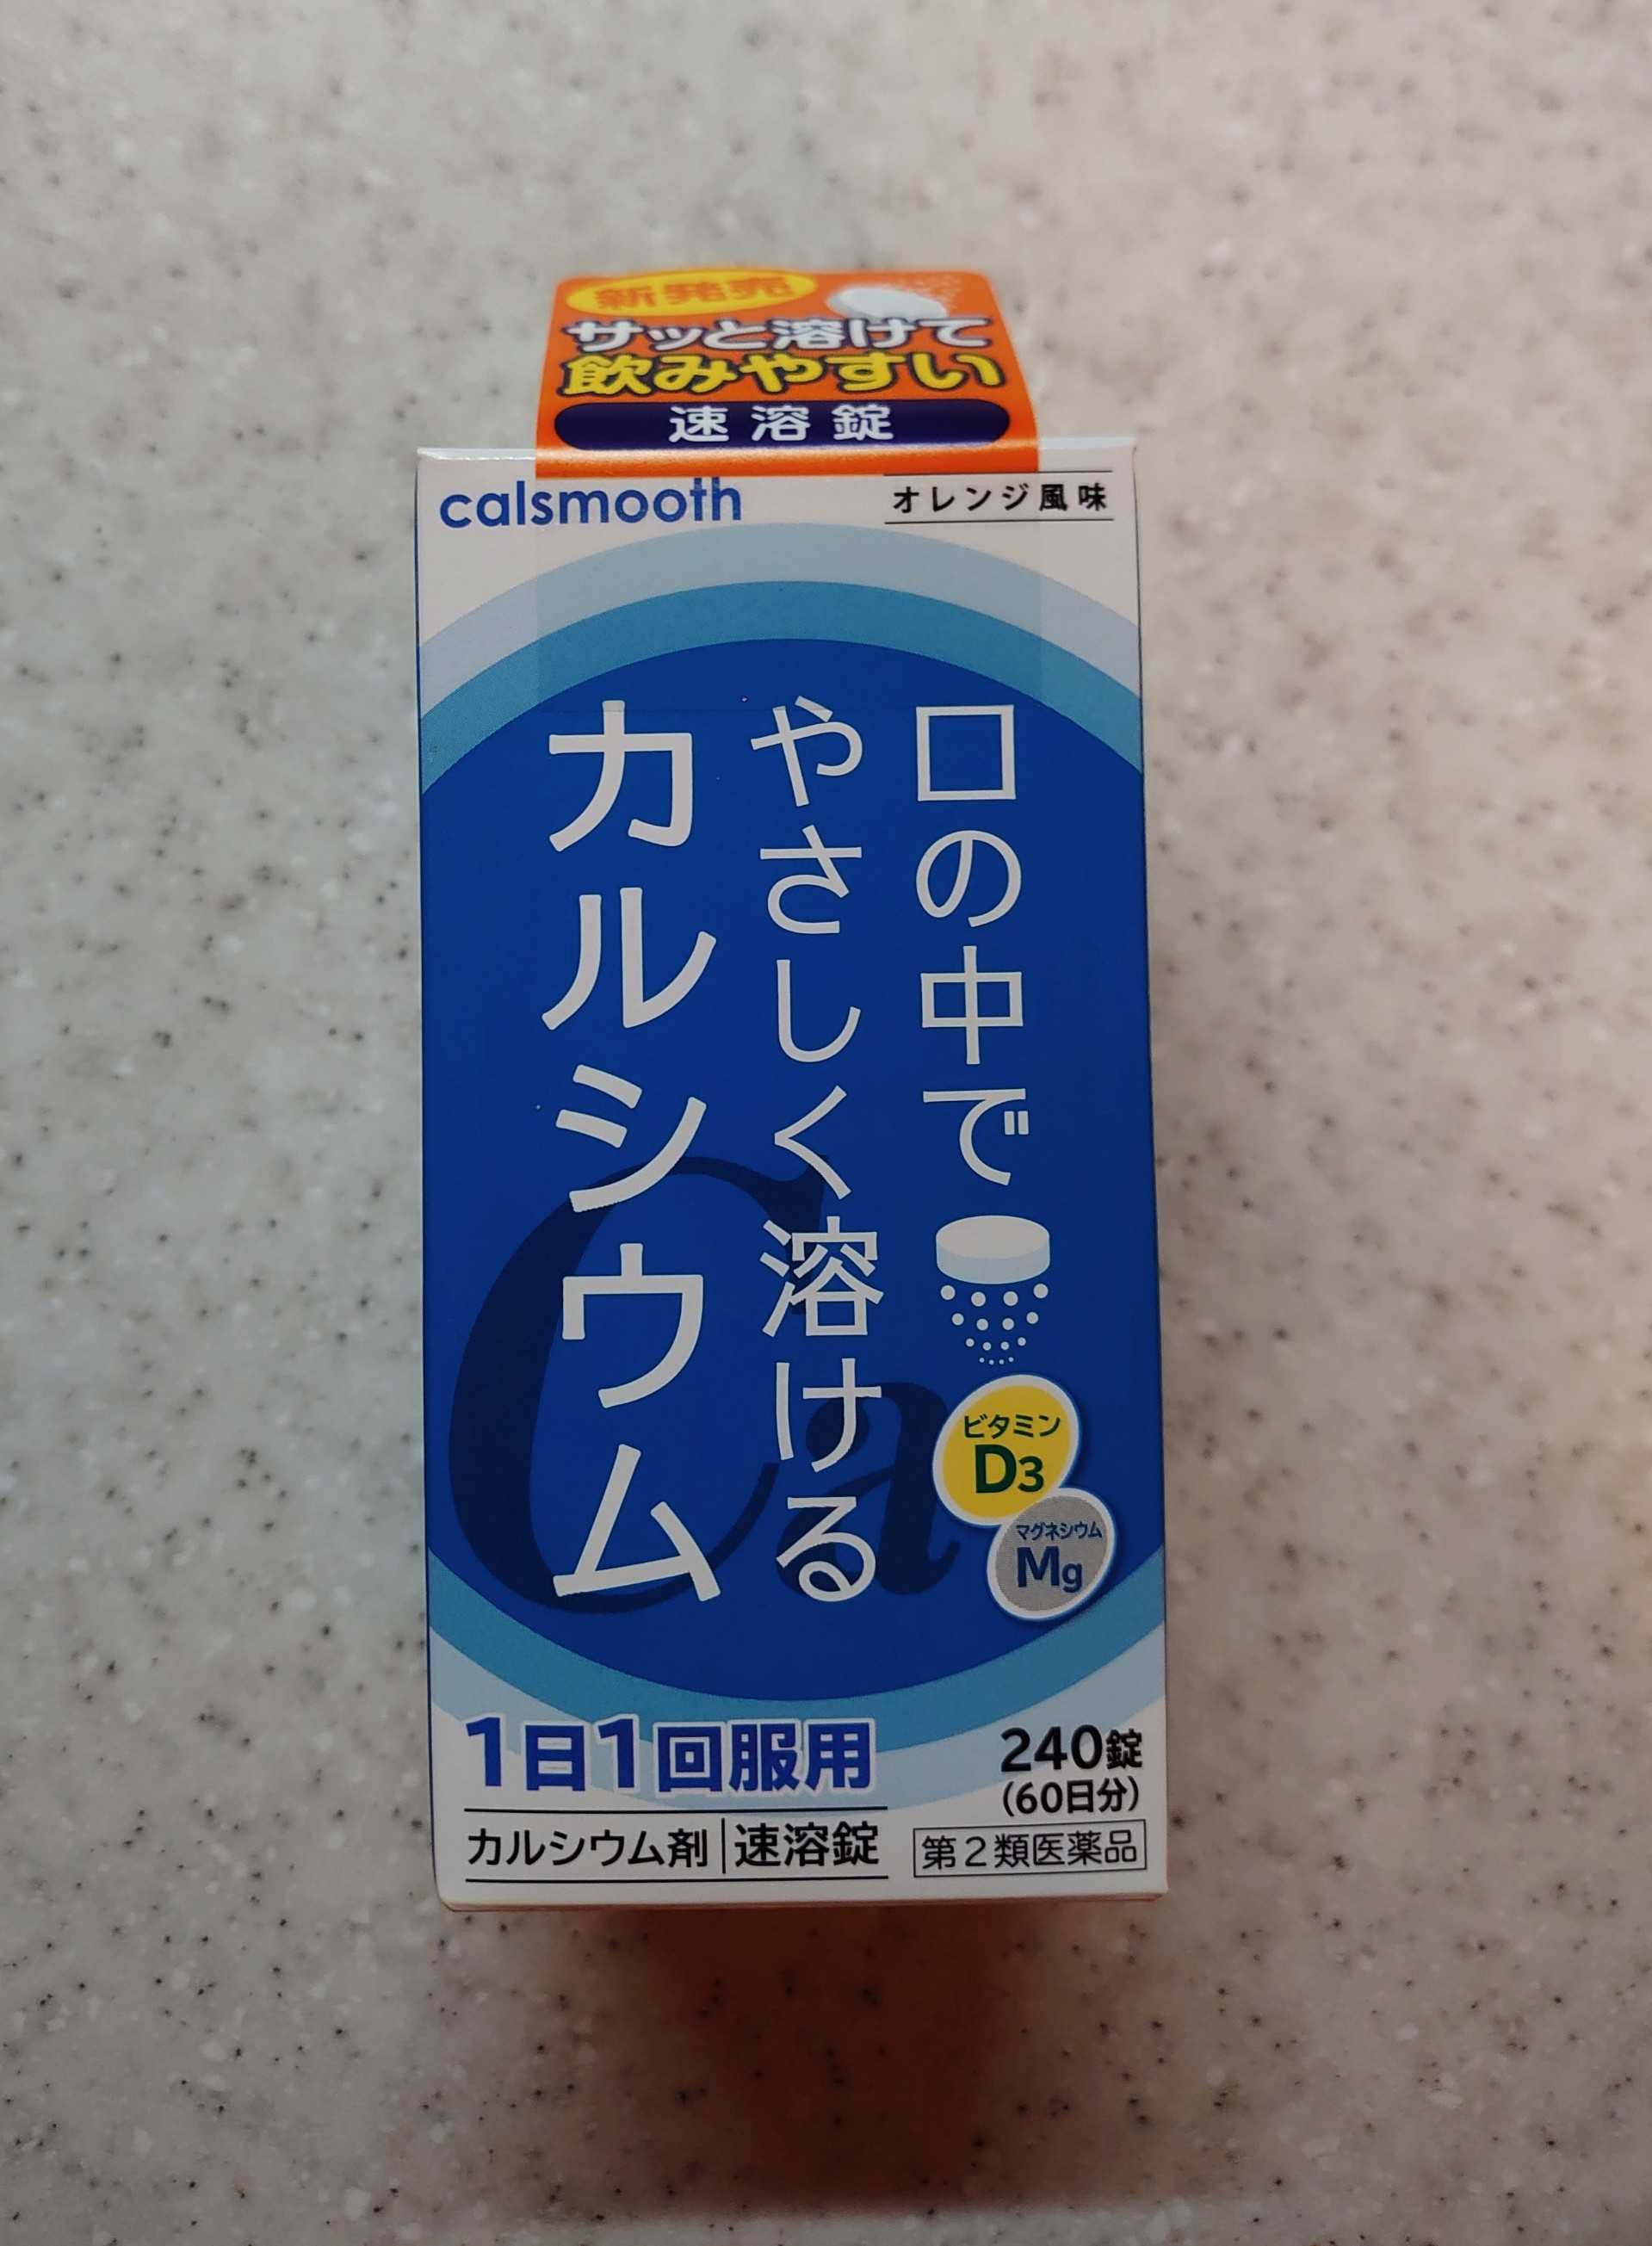 新発売
サッと溶けて
飲みやすい
速溶錠
calsmooth
オレンジ風味
口の中で
やさしく溶ける
カルシウム
Ca
ビタミン
D3
マグネシウム
Mg
1日1回服用
240錠
(60日分)
カルシウム剤 速溶錠
第2類医薬品